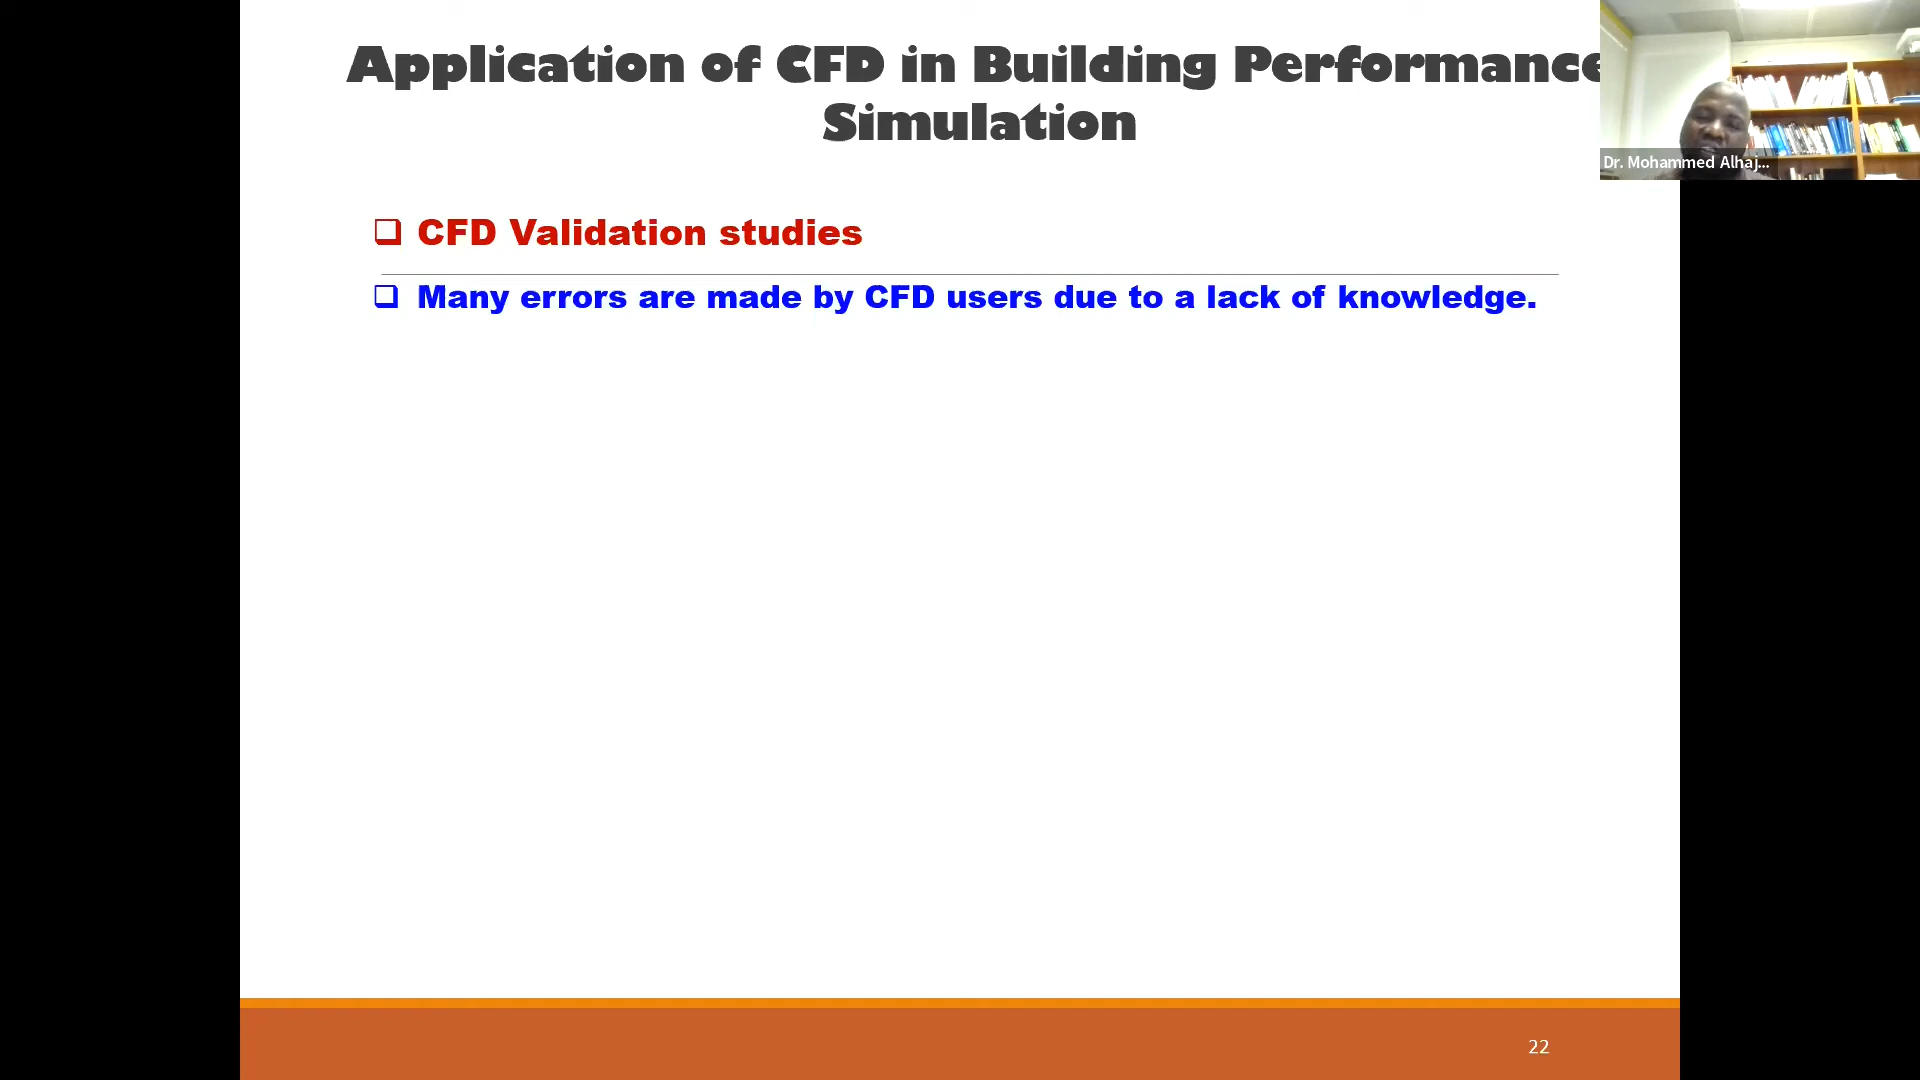 Application of CFD in Building Performance
Simulation
Dr. Mohammed Alhaj...
CFD Validation studies
Many errors are made by CFD users due to a lack of knowledge.
22